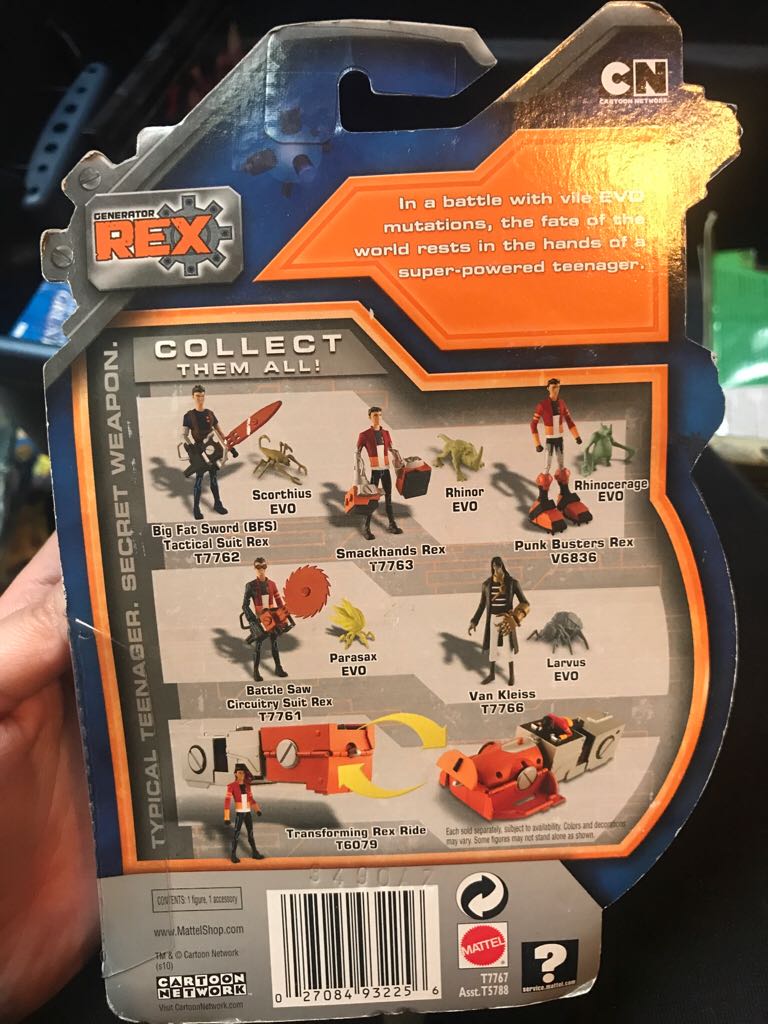 CN
CARTOON NETWORK
GENERATOR
REX
In a battle with vile EVO
mutations, the fate of the
world rests in the hands of a
super-powered teenager.
TYPICAL TEENAGER. SECRET WEAPON.
COLLECT
THEM ALL!
Scorthius
EVO
Big Fat Sword (BFS)
Tactical Suit Rex
T7762
Rhinor
EVO
Smackhands Rex
T7763
Rhinocerage
EVO
Punk Busters Rex
V6836
Parasax
EVO
Battle Saw
Circuitry Suit Rex
T7761
Larvus
EVO
Van Kleiss
T7766
Transforming Rex Ride
T6079
Each sold separately, subject to availability. Colors and decorations
may vary. Some figures may not stand alone as shown.
CONTENTS: 1 figure, 1 accessory
www.MattelShop.com
TM & © Cartoon Network
(s10)
CARTOON
NETWORK
Visit CartoonNetwork.com
0 27084 93225 6
MATTEL
T7767
Asst.T5788
?
service.mattel.com